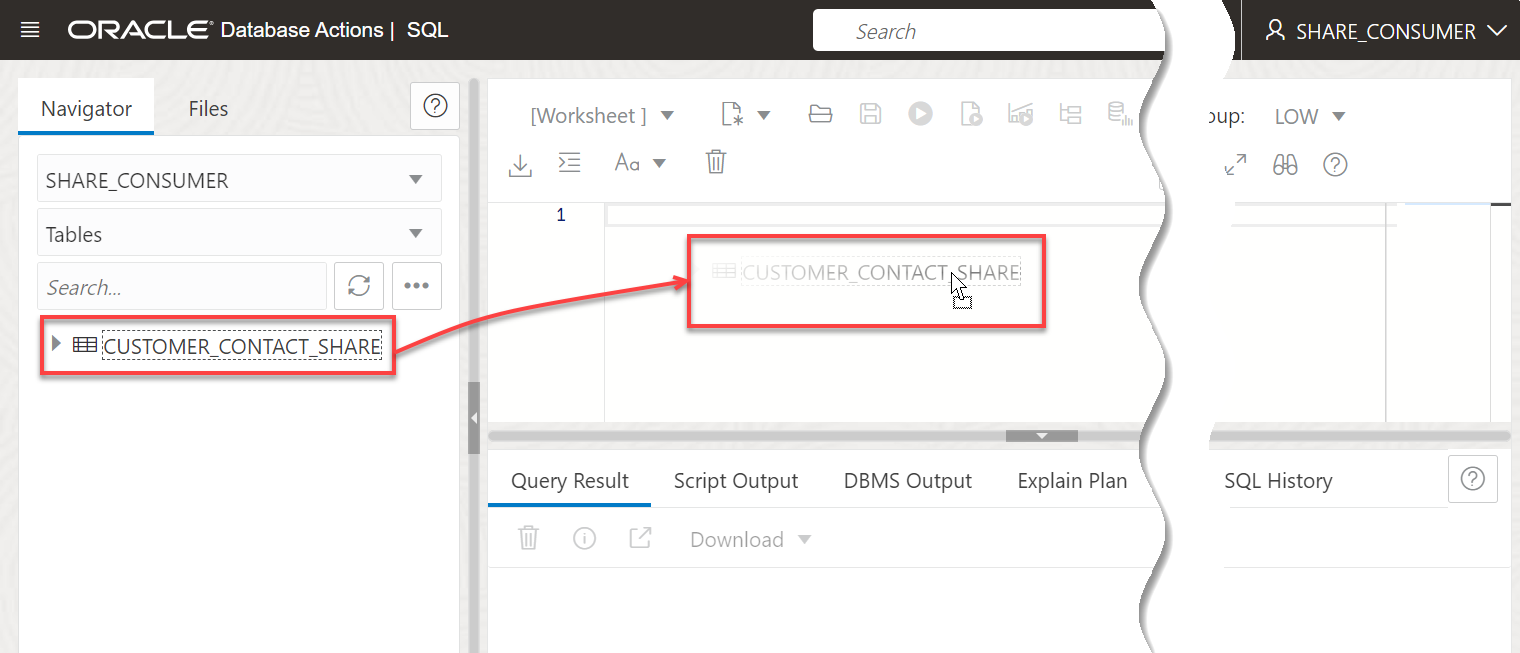 ORACLE Database Actions | SQL
Search
SHARE_CONSUMER
Navigator
Files
[Worksheet ]
LOW
Aa
SHARE_CONSUMER
Tables
Search...
CUSTOMER_CONTACT_SHARE
1
CUSTOMER_CONTACT_SHARE
Query Result
Script Output
DBMS Output
Explain Plan
SQL History
Download